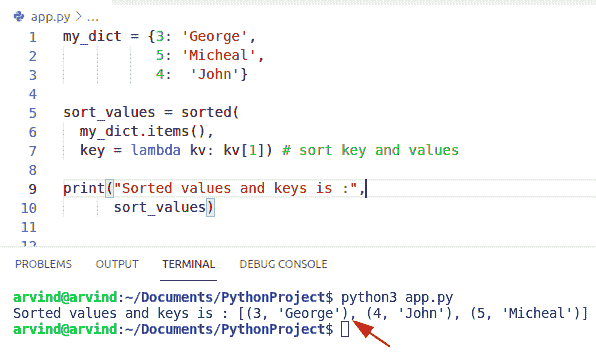 app.py > ...
1 my_dict = {3: 'George',
2 5: 'Micheal',
3 4: 'John'}
4
5 sort_values = sorted(
6 my_dict.items(),
7 key = lambda kv: kv[1]) # sort key and values
8
9 print("Sorted values and keys is :",
10 sort_values)
11
12
PROBLEMS OUTPUT TERMINAL DEBUG CONSOLE
arvind@arvind:~/Documents/PythonProject$ python3 app.py
Sorted values and keys is : [(3, 'George'), (4, 'John'), (5, 'Micheal')]
arvind@arvind:~/Documents/PythonProject$